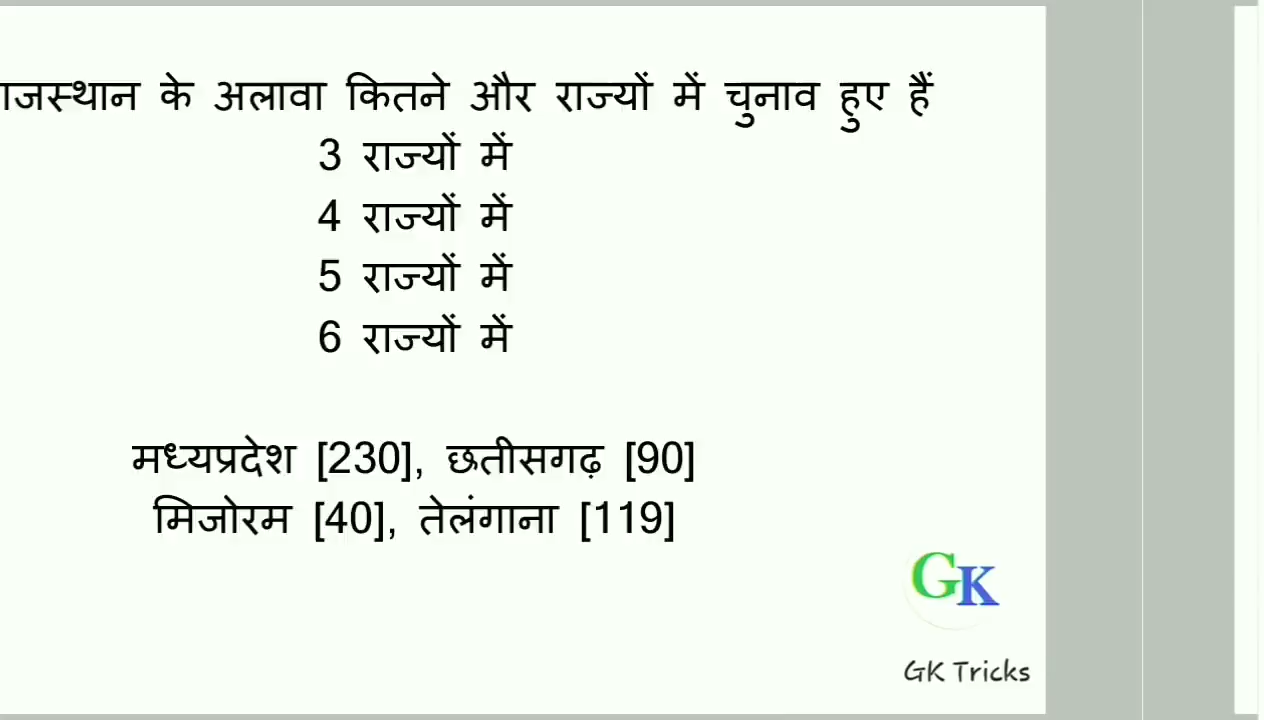 ाजस्थान के अलावा कितने और राज्यों में चुनाव हुए हैं
3 राज्यों में
4 राज्यों में
5 राज्यों में
6 राज्यों में
मध्यप्रदेश [230], छतीसगढ़ [90]
मिजोरम [40], तेलंगाना [119]
GK
GK Tricks